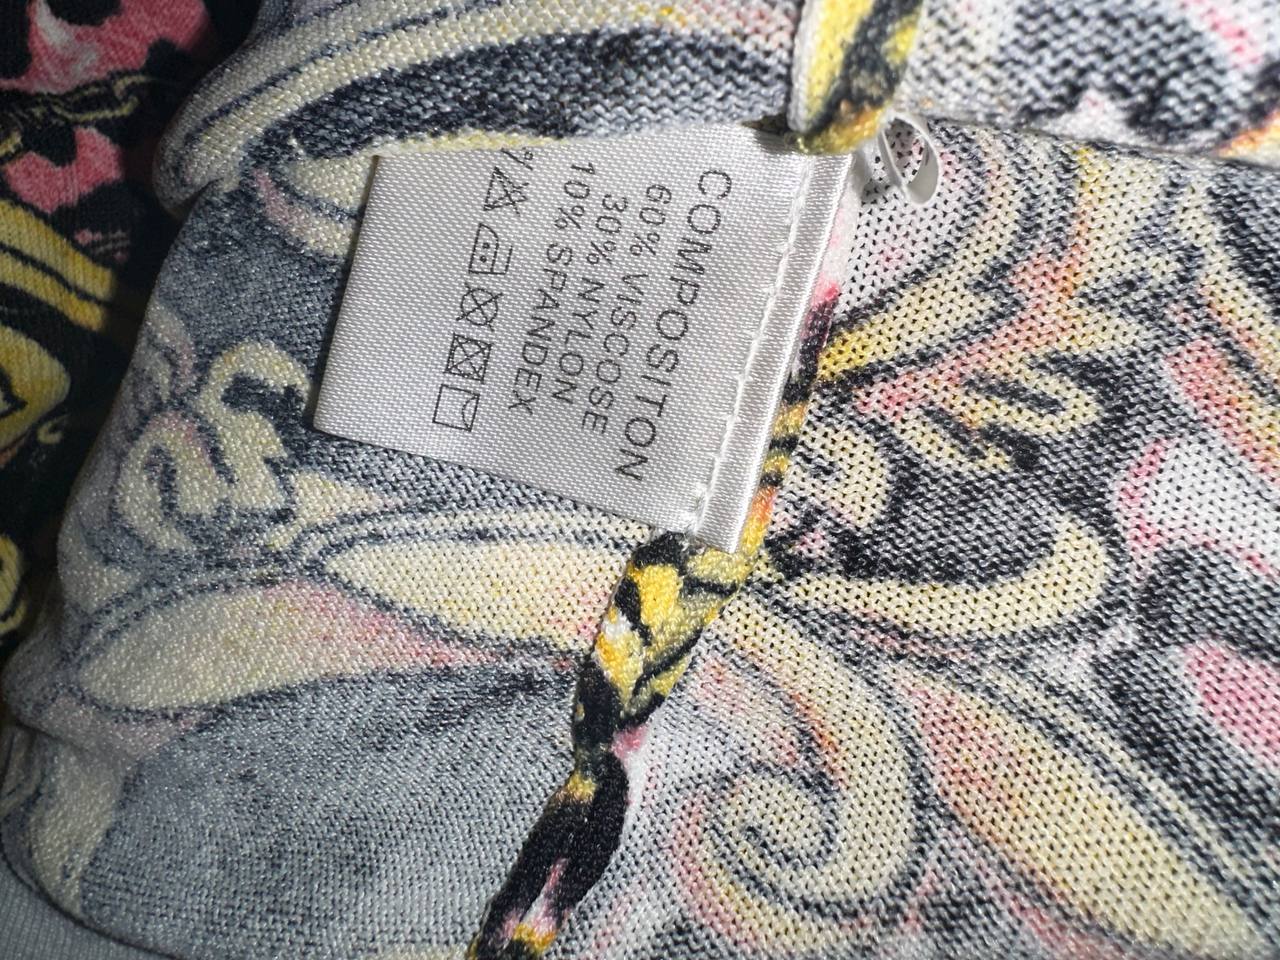 COMPOSITON
60% VISCOSE
30% NYLON
10% SPANDEX